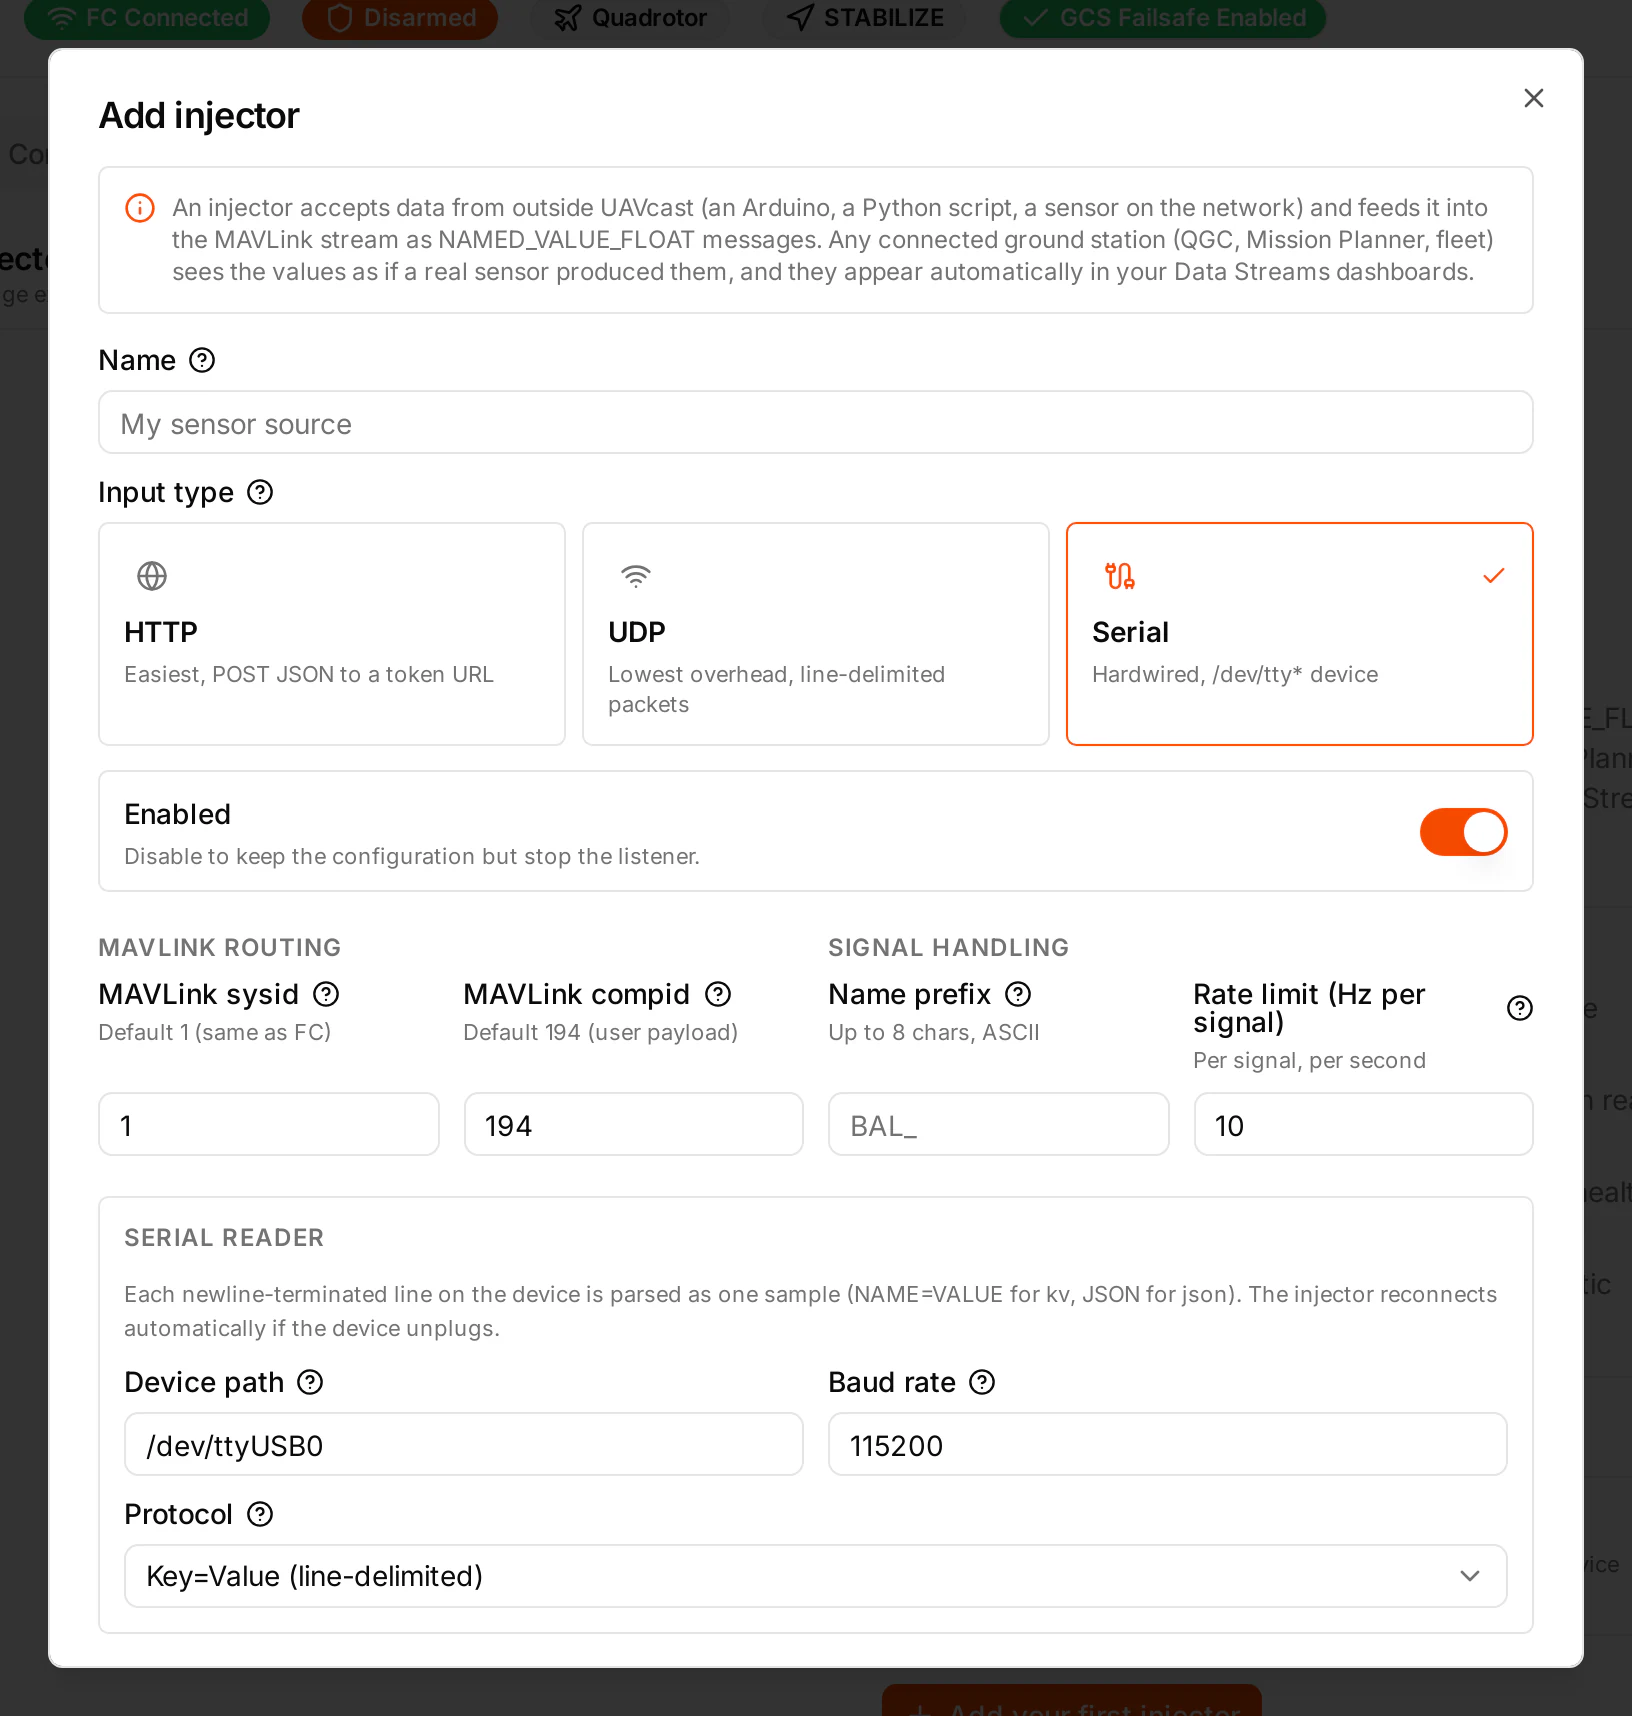 FC Connected
Disarmed
Quadrotor
STABILIZE
GCS Failsafe Enabled
Add injector
An injector accepts data from outside UAVcast (an Arduino, a Python script, a sensor on the network) and feeds it into
the MAVLink stream as NAMED_VALUE_FLOAT messages. Any connected ground station (QGC, Mission Planner, fleet)
sees the values as if a real sensor produced them, and they appear automatically in your Data Streams dashboards.
Name
My sensor source
Input type
HTTP
Easiest, POST JSON to a token URL
UDP
Lowest overhead, line-delimited
packets
Serial
Hardwired, /dev/tty* device
Enabled
Disable to keep the configuration but stop the listener.
MAVLINK ROUTING
SIGNAL HANDLING
MAVLink sysid
Default 1 (same as FC)
1
MAVLink compid
Default 194 (user payload)
194
Name prefix
Up to 8 chars, ASCII
BAL_
Rate limit (Hz per
signal)
Per signal, per second
10
SERIAL READER
Each newline-terminated line on the device is parsed as one sample (NAME=VALUE for kv, JSON for json). The injector reconnects
automatically if the device unplugs.
Device path
/dev/ttyUSB0
Baud rate
115200
Protocol
Key=Value (line-delimited)
Add your first injector